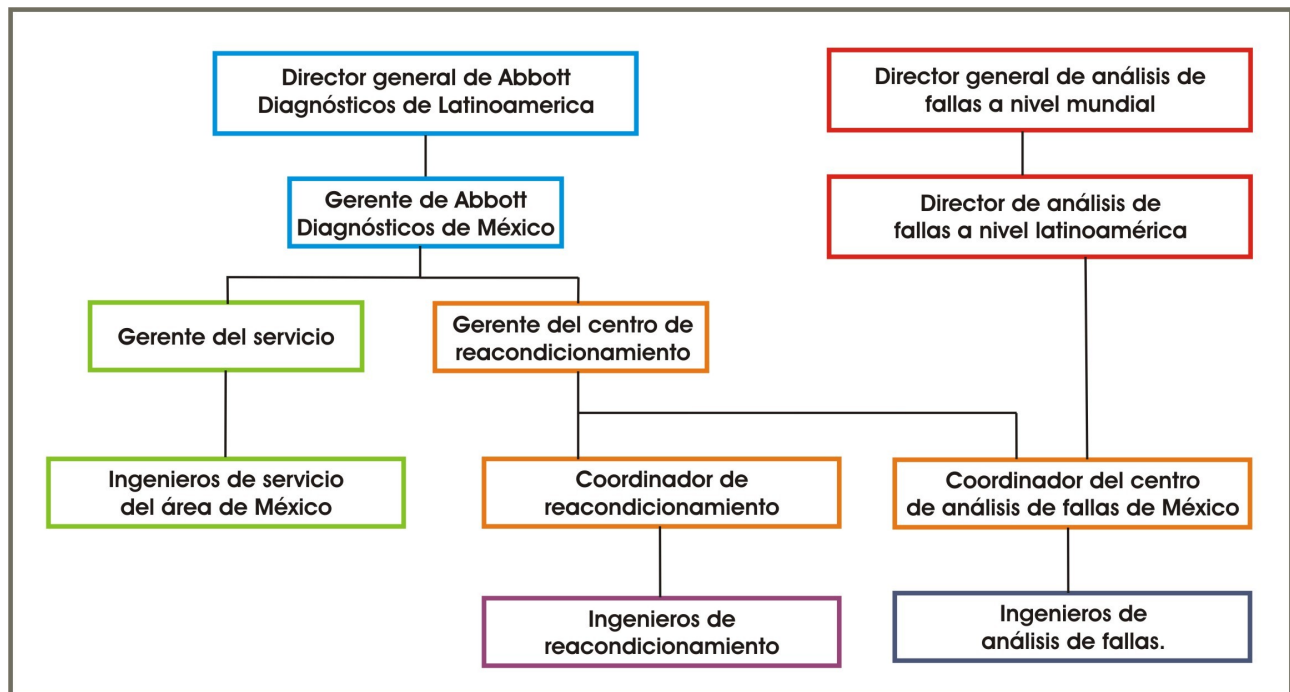 Director general de Abbott
Diagnósticos de Latinoamerica
Director general de análisis de
fallas a nivel mundial
Gerente de Abbott
Diagnósticos de México
Director de análisis de
fallas a nivel latinoamérica
Gerente del servicio
Gerente del centro de
reacondicionamiento
Ingenieros de servicio
del área de México
Coordinador de
reacondicionamiento
Coordinador del centro
de análisis de fallas de México
Ingenieros de
reacondicionamiento
Ingenieros de
análisis de fallas.